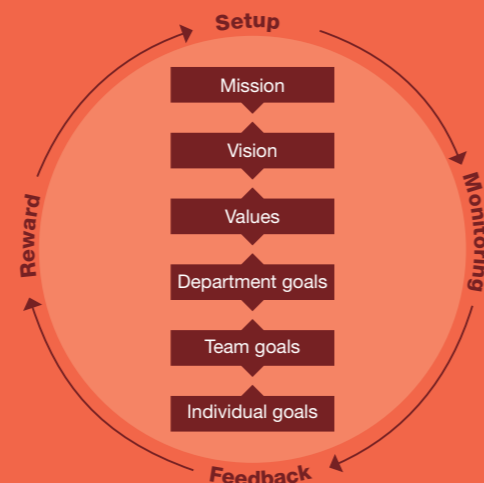 Setup
Mission
Vision
Values
Department goals
Team goals
Individual goals
Monitoring
Feedback
Reward